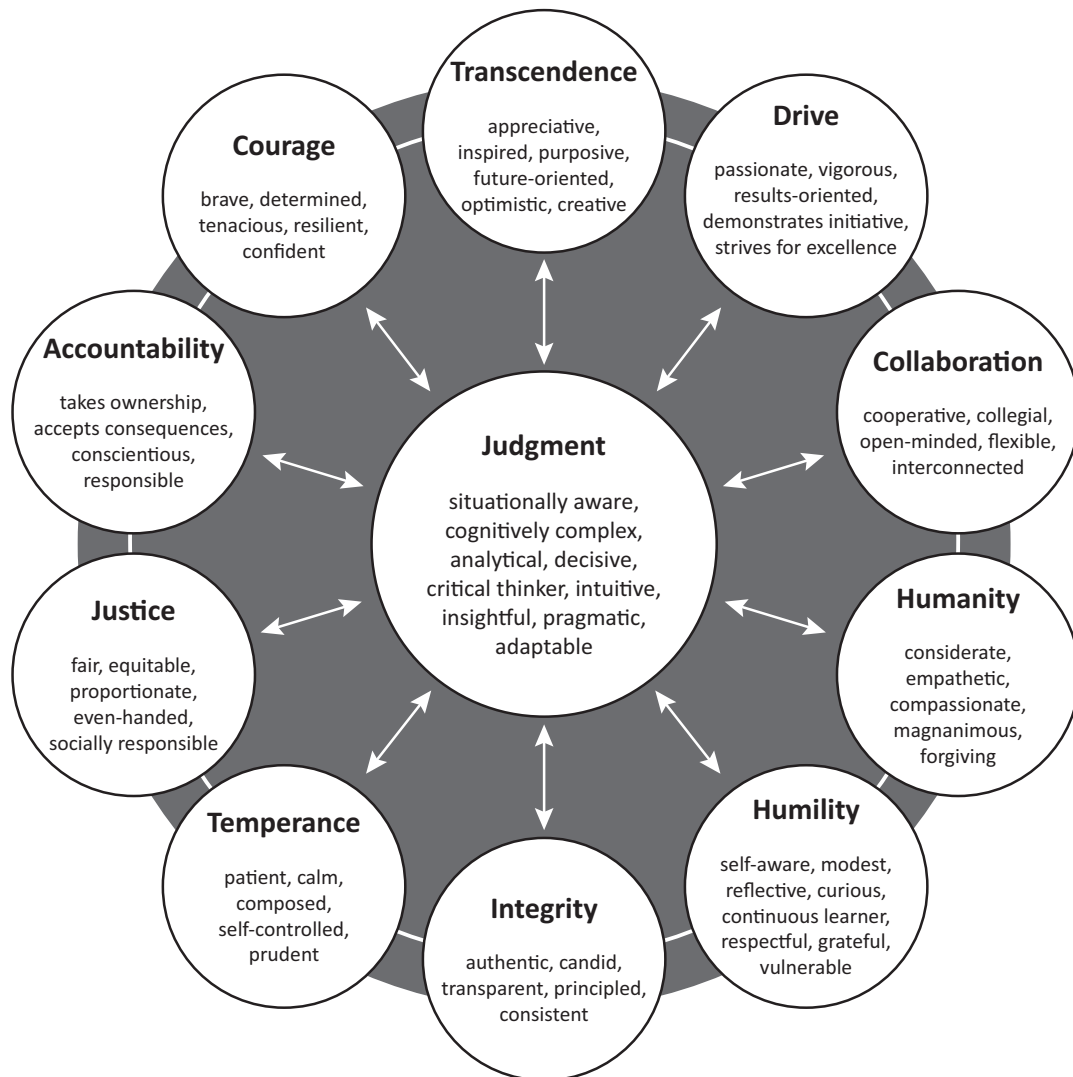 Transcendence
appreciative,
inspired, purposive,
future-oriented,
optimistic, creative
Drive
passionate, vigorous,
results-oriented,
demonstrates initiative,
strives for excellence
Collaboration
cooperative, collegial,
open-minded, flexible,
interconnected
Humanity
considerate,
empathetic,
compassionate,
magnanimous,
forgiving
Humility
self-aware, modest,
reflective, curious,
continuous learner,
respectful, grateful,
vulnerable
Integrity
authentic, candid,
transparent, principled,
consistent
Temperance
patient, calm,
composed,
self-controlled,
prudent
Justice
fair, equitable,
proportionate,
even-handed,
socially responsible
Accountability
takes ownership,
accepts consequences,
conscientious,
responsible
Courage
brave, determined,
tenacious, resilient,
confident
Judgment
situationally aware,
cognitively complex,
analytical, decisive,
critical thinker, intuitive,
insightful, pragmatic,
adaptable